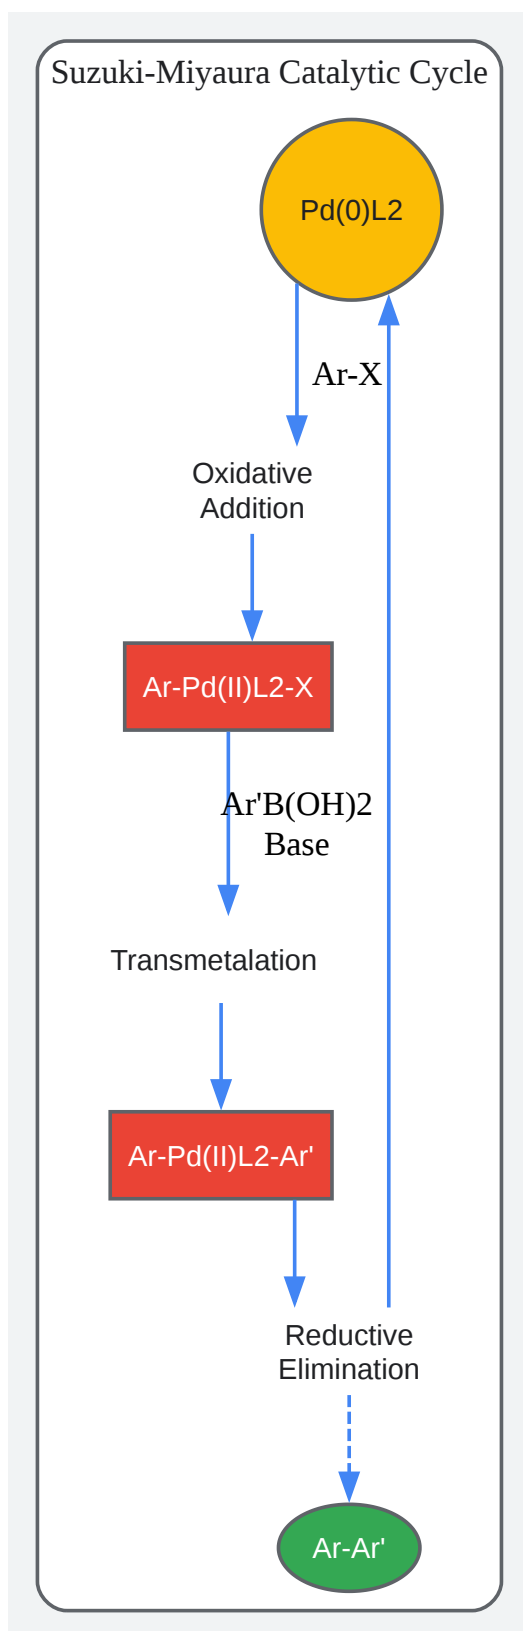 Suzuki-Miyaura Catalytic Cycle
Pd(0)L2
Ar-X
Oxidative
Addition
Ar-Pd(II)L2-X
Ar'B(OH)2
Base
Transmetalation
Ar-Pd(II)L2-Ar'
Reductive
Elimination
Ar-Ar'